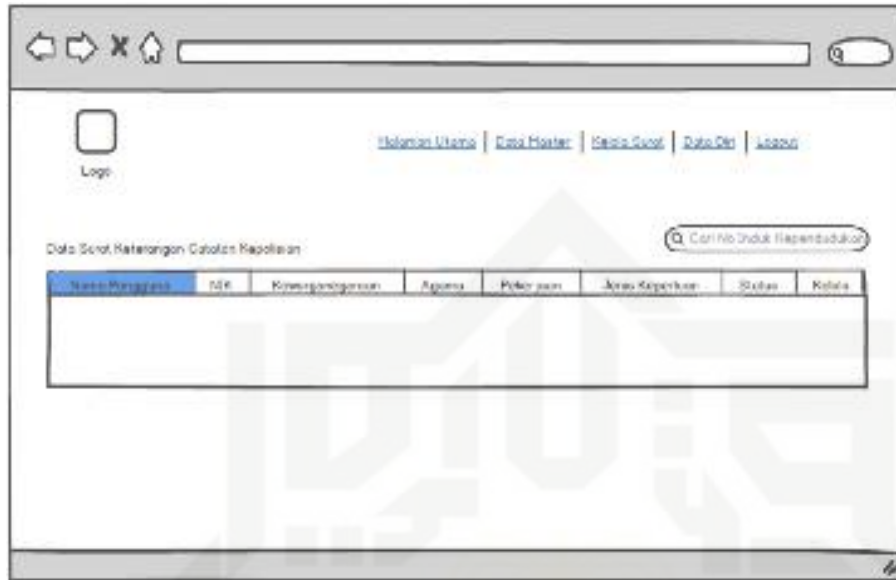 Halaman Utama | Data Master | Kelola Surat | Data Diri | Logout
Logo
Cari No Induk Kependudukan
Data Surat Keterangan Catatan Kepolisian
Nama Pengguna NIK Kewarganegaraan Agama Pekerjaan Jenis Keperluan Status Kelola